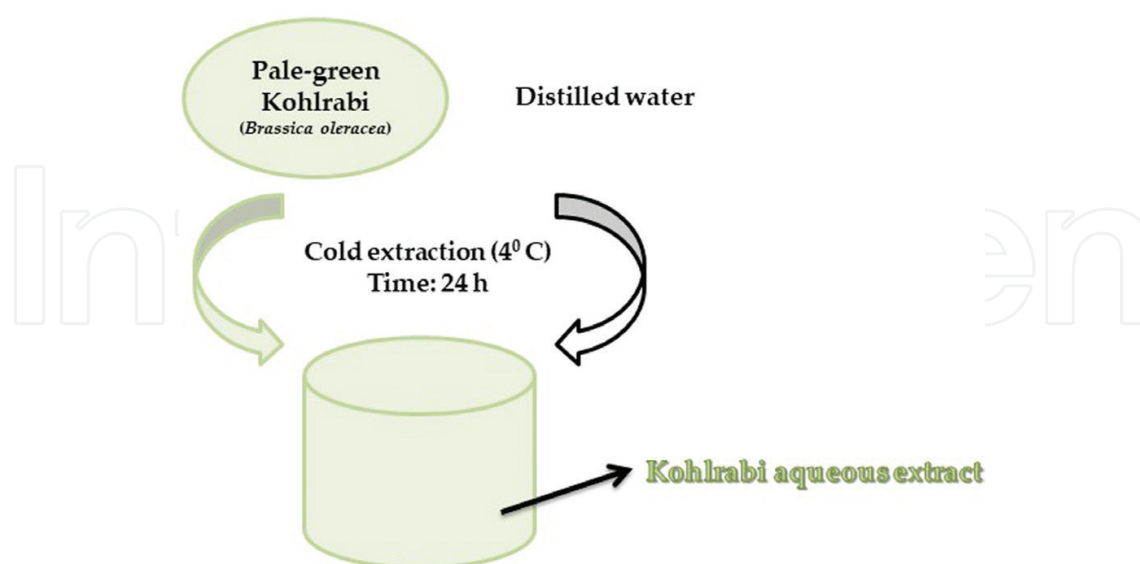 Pale-green
Kohlrabi
(Brassica oleracea)
Distilled water
Cold extraction (4⁰ C)
Time: 24 h
Kohlrabi aqueous extract